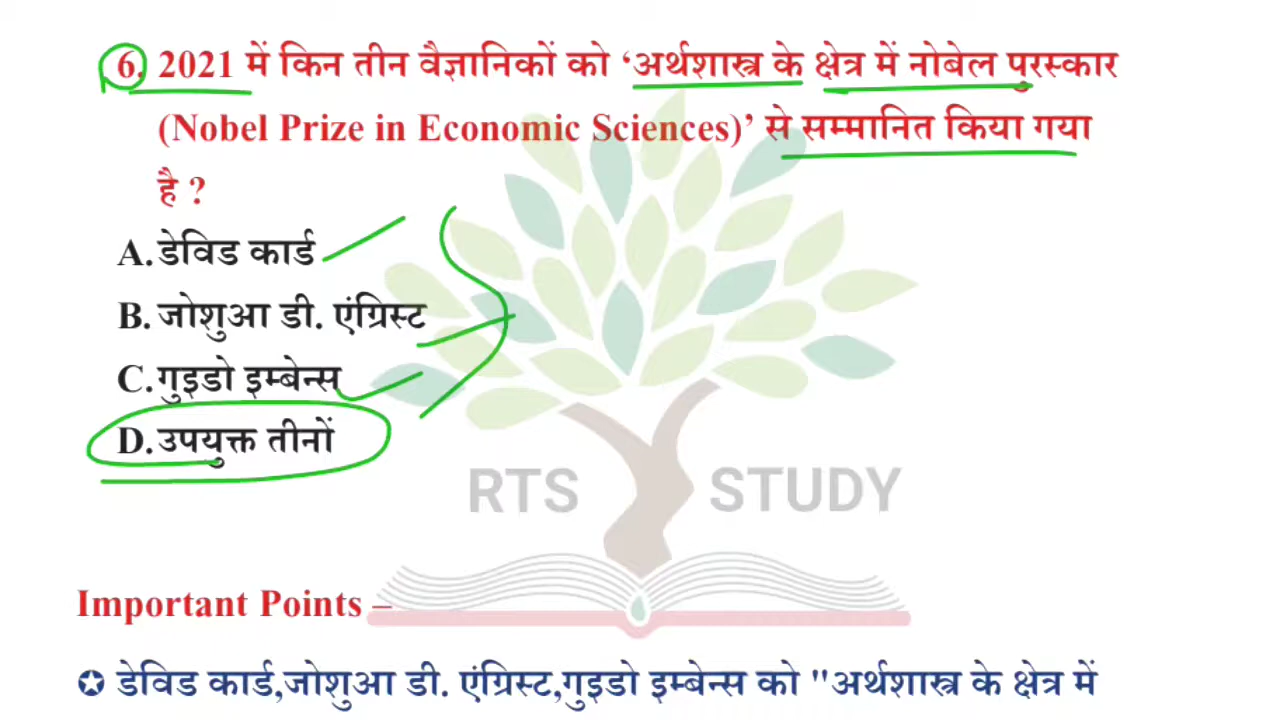 6. 2021 में किन तीन वैज्ञानिकों को ‘अर्थशास्त्र के क्षेत्र में नोबेल पुरस्कार
(Nobel Prize in Economic Sciences)’ से सम्मानित किया गया
है ?
A. डेविड कार्ड
B. जोशुआ डी. एंग्रिस्ट
C. गुइडो इम्बेन्स
D. उपयुक्त तीनों
RTS STUDY
Important Points –
✪ डेविड कार्ड,जोशुआ डी. एंग्रिस्ट,गुइडो इम्बेन्स को "अर्थशास्त्र के क्षेत्र में